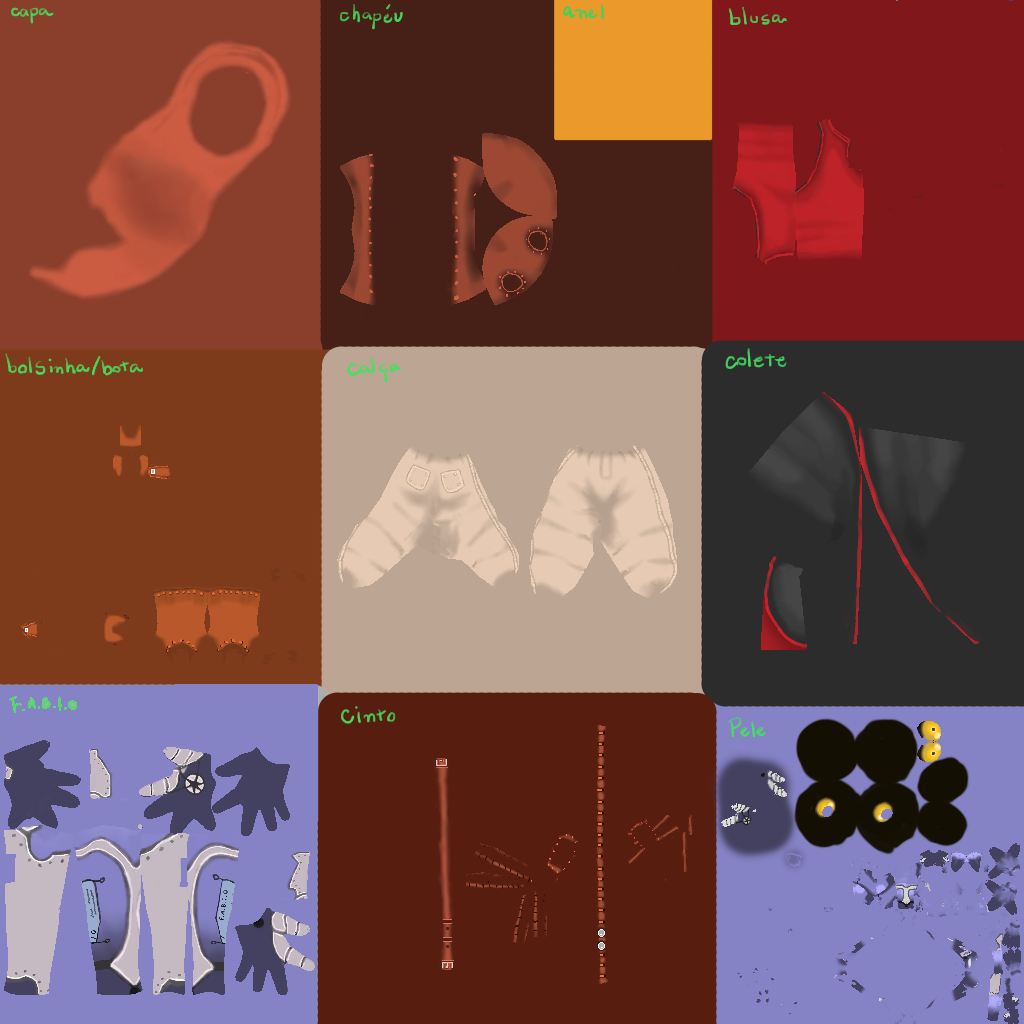 capa
chapéu
anel
blusa
bolsinha/bota
calça
colete
F.A.B.I.O
cinto
Pele
F.A.B.I.O